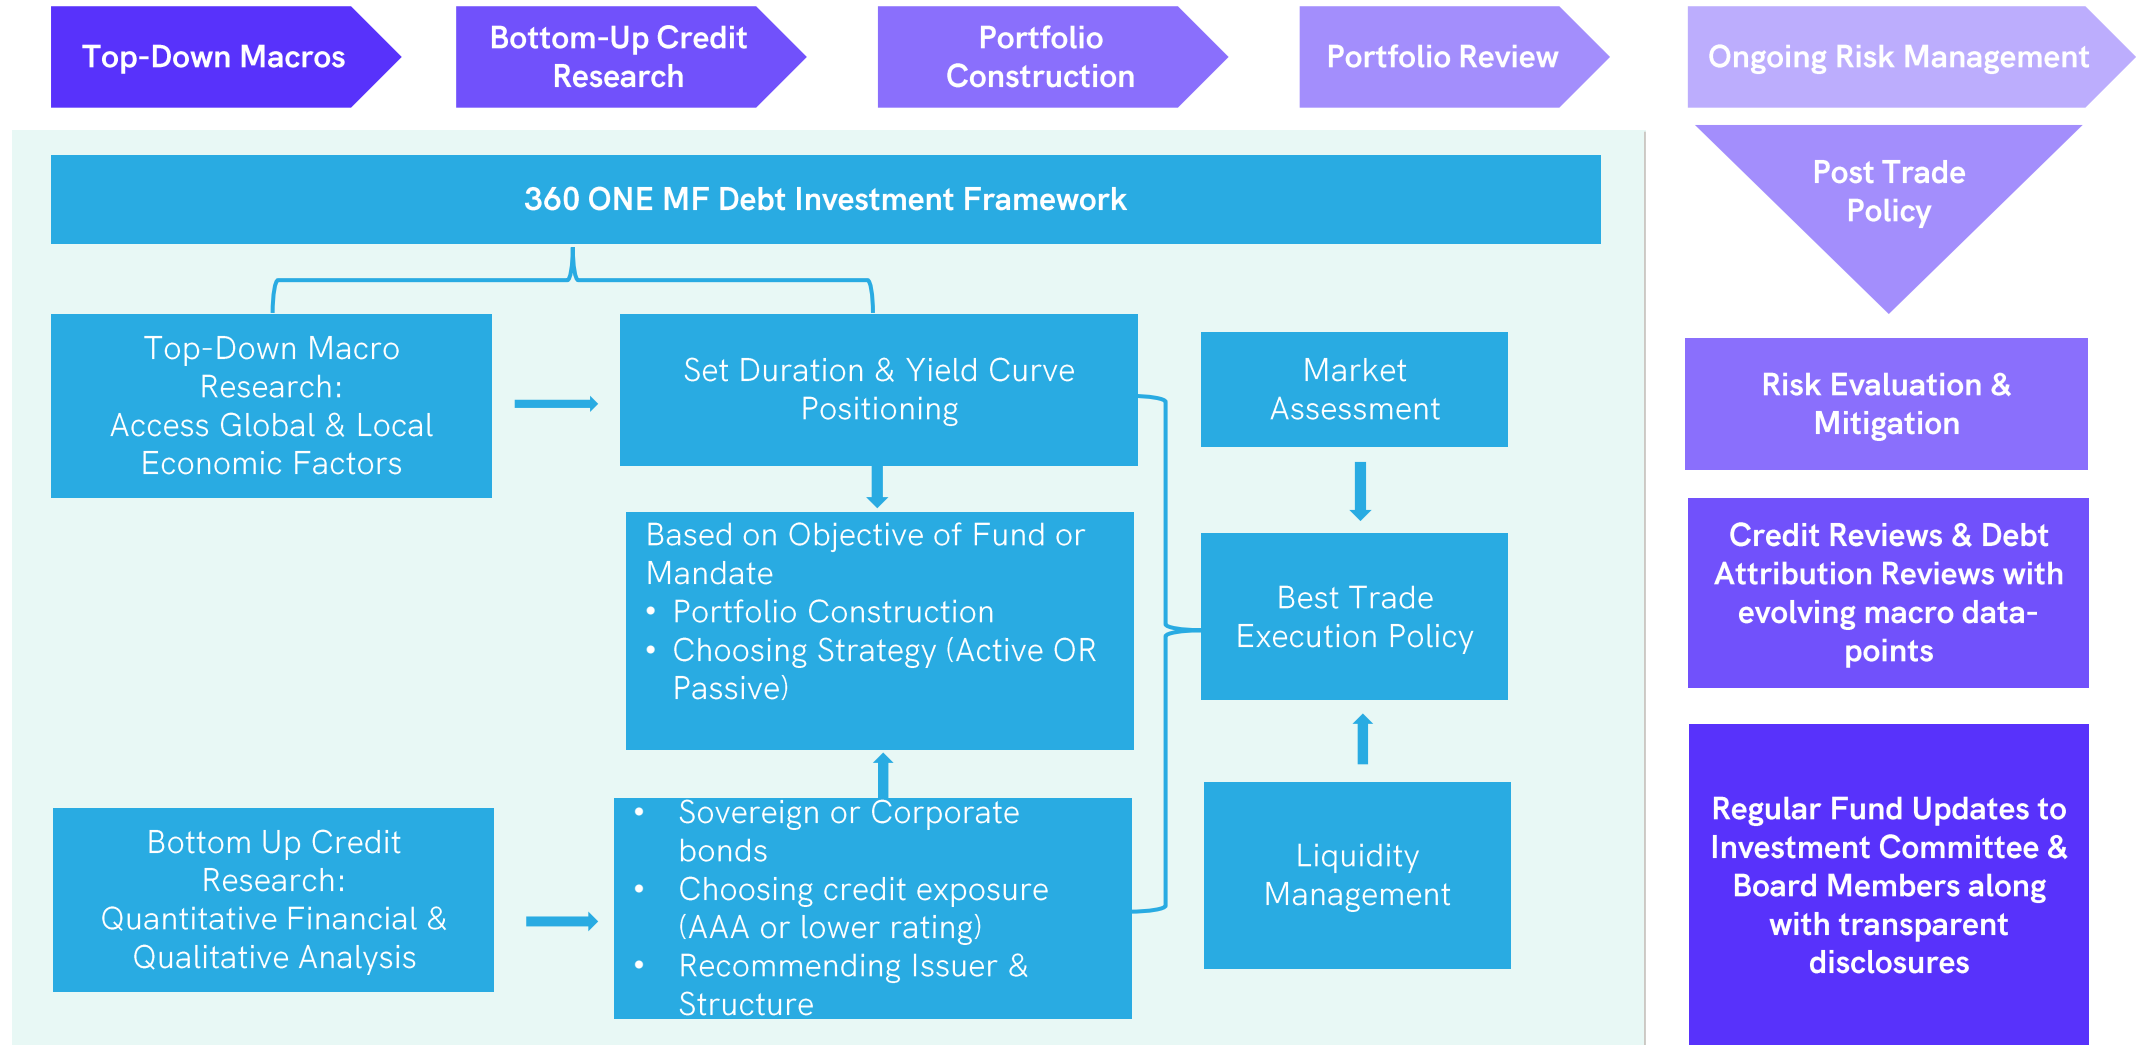 Top-Down Macros
Bottom-Up Credit
Research
Portfolio
Construction
Portfolio Review
Ongoing Risk Management
360 ONE MF Debt Investment Framework
Top-Down Macro
Research:
Access Global & Local
Economic Factors
Set Duration & Yield Curve
Positioning
Market
Assessment
Based on Objective of Fund or
Mandate
• Portfolio Construction
• Choosing Strategy (Active OR
Passive)
Best Trade
Execution Policy
Bottom Up Credit
Research:
Quantitative Financial &
Qualitative Analysis
• Sovereign or Corporate
bonds
• Choosing credit exposure
(AAA or lower rating)
• Recommending Issuer &
Structure
Liquidity
Management
Post Trade
Policy
Risk Evaluation &
Mitigation
Credit Reviews & Debt
Attribution Reviews with
evolving macro data-
points
Regular Fund Updates to
Investment Committee &
Board Members along
with transparent
disclosures